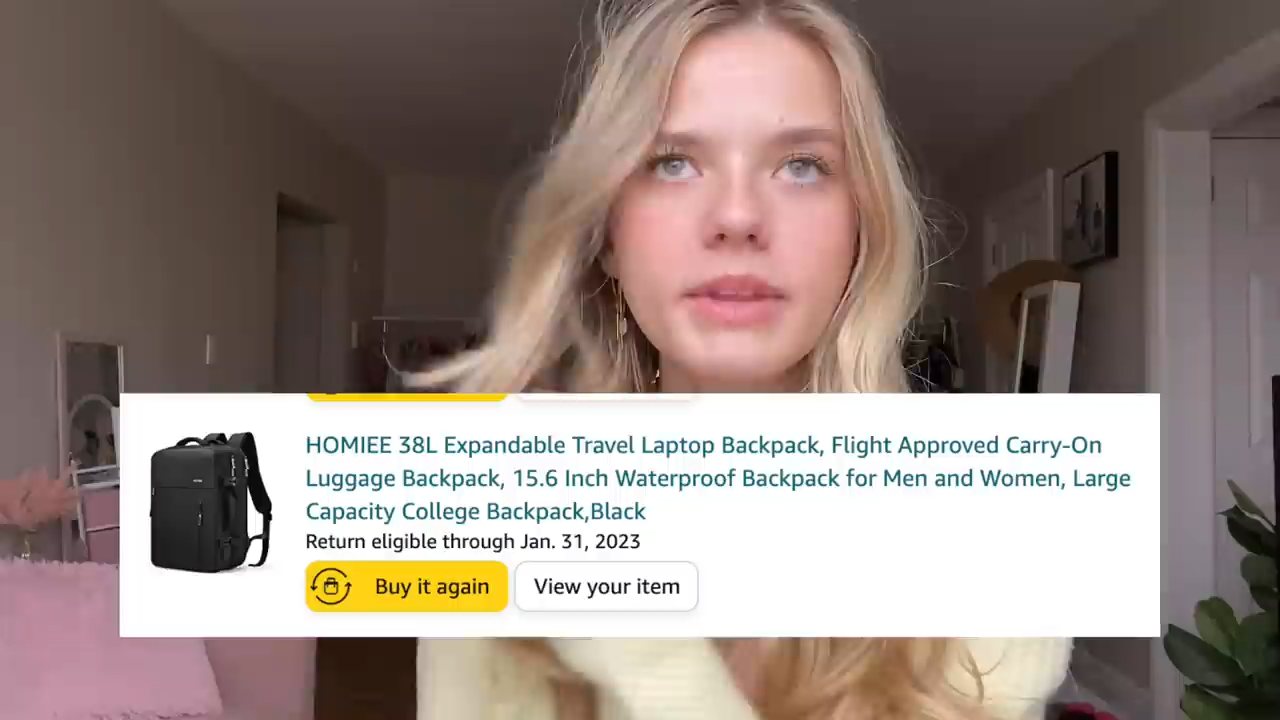 HOMIEE 38L Expandable Travel Laptop Backpack, Flight Approved Carry-On
Luggage Backpack, 15.6 Inch Waterproof Backpack for Men and Women, Large
Capacity College Backpack,Black
Return eligible through Jan. 31, 2023
Buy it again
View your item